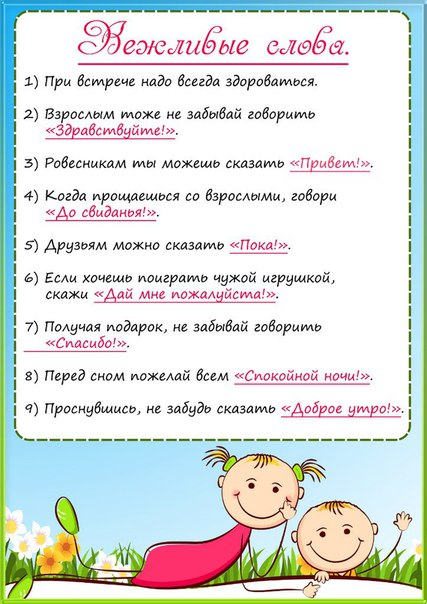 Вежливые слова.
1) При встрече надо всегда здороваться.
2) Взрослым тоже не забывай говорить
«Здравствуйте!».
3) Ровесникам ты можешь сказать «Привет!».
4) Когда прощаешься со взрослыми, говори
«До свиданья!».
5) Друзьям можно сказать «Пока!».
6) Если хочешь поиграть чужой игрушкой,
скажи «Дай мне пожалуйста!».
7) Получая подарок, не забывай говорить
«Спасибо!».
8) Перед сном пожелай всем «Спокойной ночи!».
9) Проснувшись, не забудь сказать «Доброе утро!».